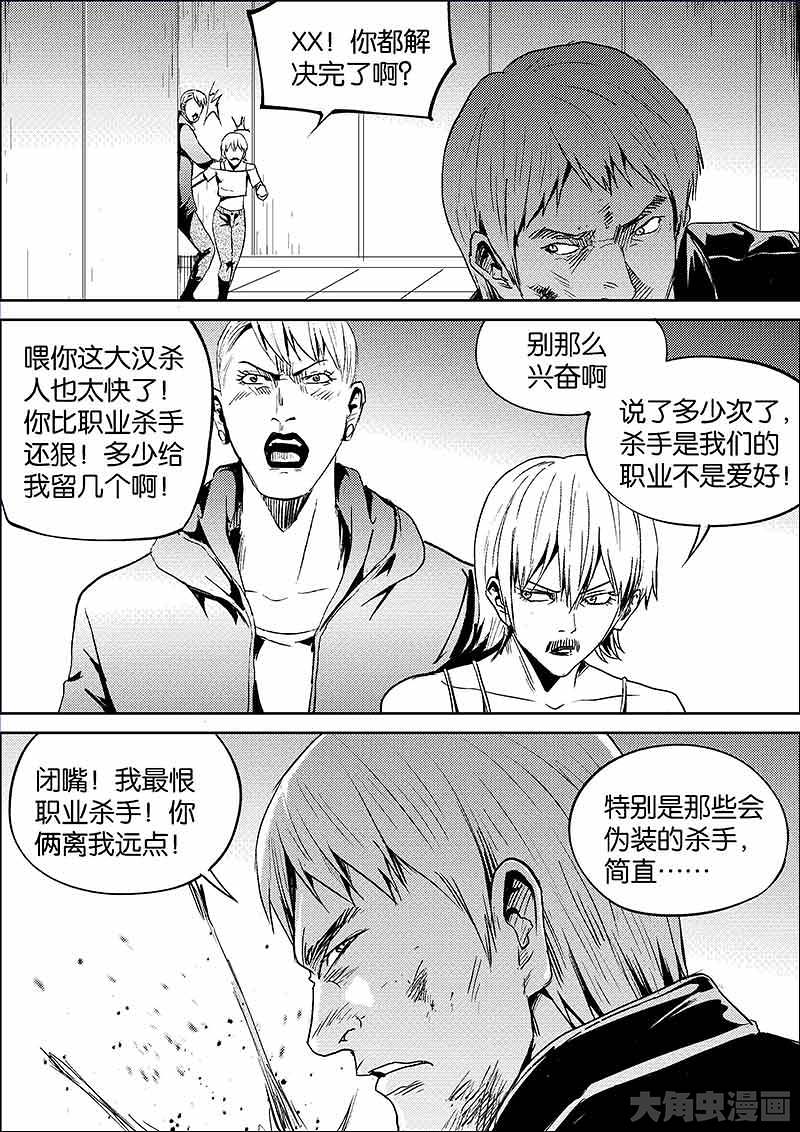 XX！你都解
决完了啊？
喂你这大汉杀
人也太快了！
你比职业杀手
还狠！多少给
我留几个啊！
别那么
兴奋啊
说了多少次了，
杀手是我们的
职业不是爱好！
闭嘴！我最恨
职业杀手！你
俩离我远点！
特别是那些会
伪装的杀手，
简直……
大角虫漫画